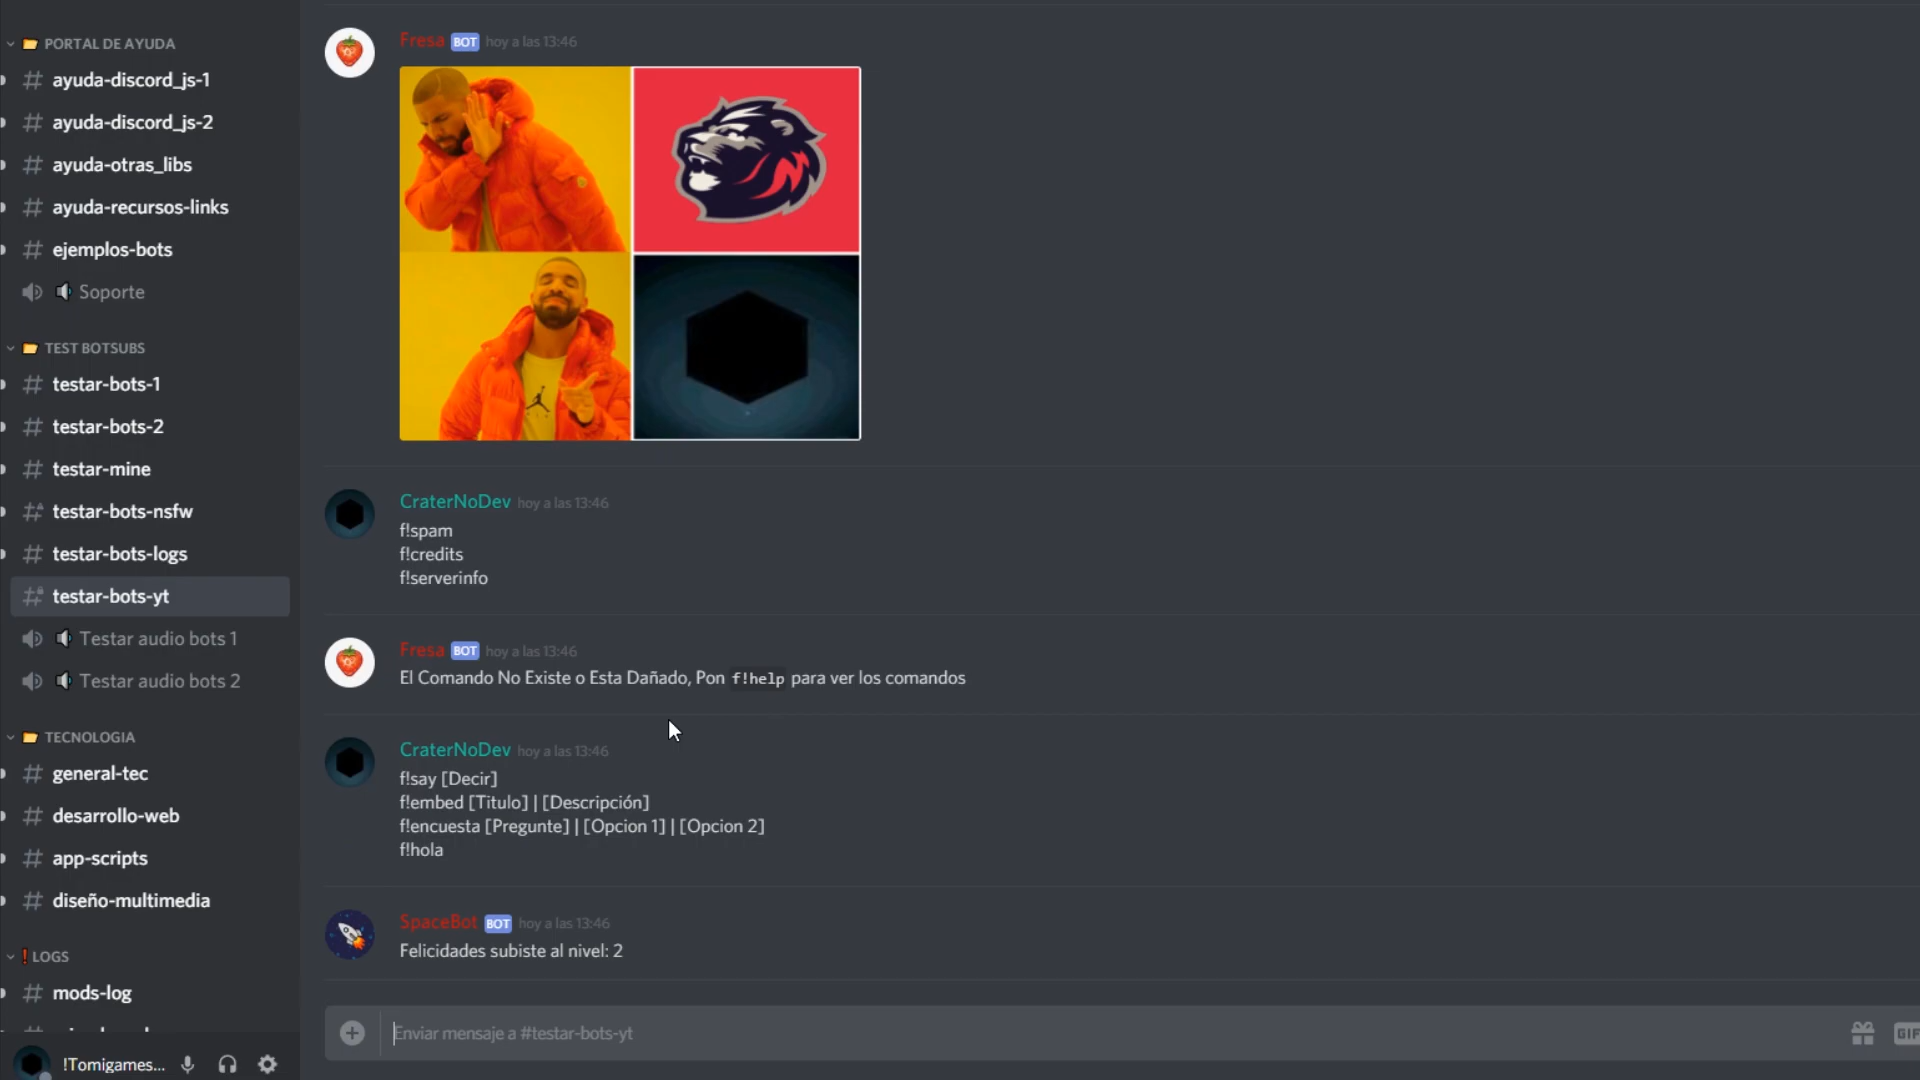 PORTAL DE AYUDA
ayuda-discord_js-1
ayuda-discord_js-2
ayuda-otras_libs
ayuda-recursos-links
ejemplos-bots
Soporte
TEST BOTSUBS
testar-bots-1
testar-bots-2
testar-mine
testar-bots-nsfw
testar-bots-logs
testar-bots-yt
Testar audio bots 1
Testar audio bots 2
TECNOLOGIA
general-tec
desarrollo-web
app-scripts
diseño-multimedia
LOGS
mods-log
!Tomigames...
Fresa BOT hoy a las 13:46
CraterNoDev hoy a las 13:46
f!spam
f!credits
f!serverinfo
Fresa BOT hoy a las 13:46
El Comando No Existe o Esta Dañado, Pon f!help para ver los comandos
CraterNoDev hoy a las 13:46
f!say [Decir]
f!embed [Titulo] | [Descripción]
f!encuesta [Pregunte] | [Opcion 1] | [Opcion 2]
f!hola
SpaceBot BOT hoy a las 13:46
Felicidades subiste al nivel: 2
Enviar mensaje a #testar-bots-yt
GIF